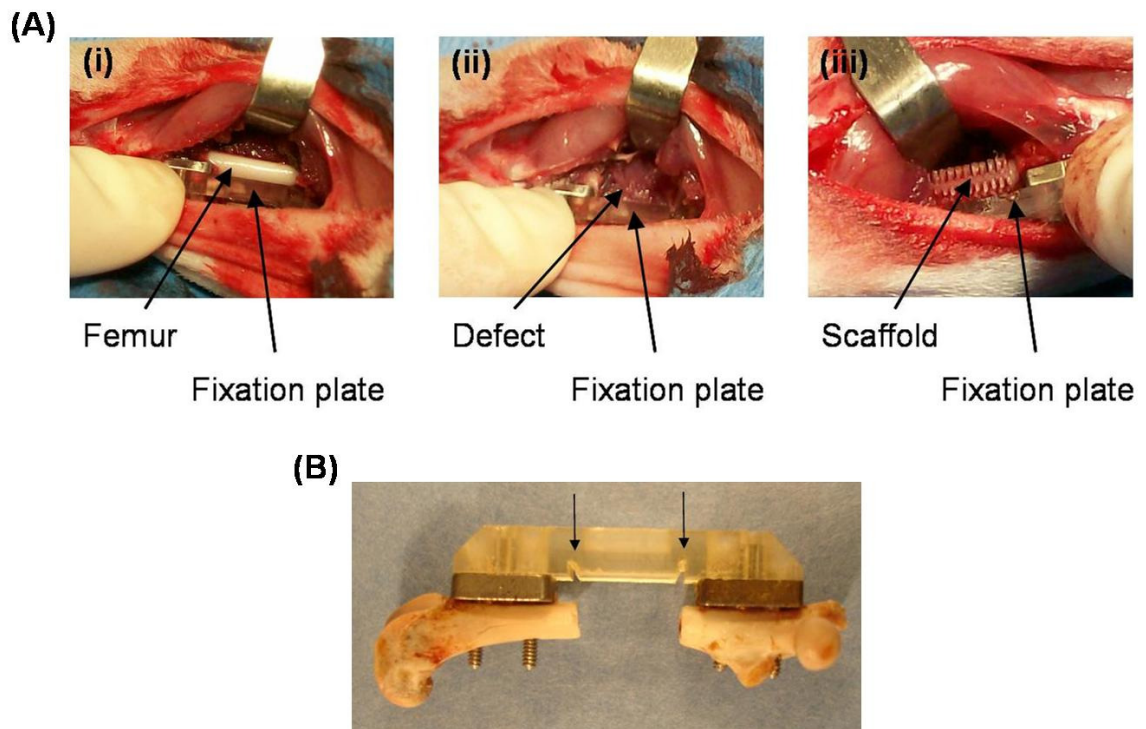 (A)
(i)
(ii)
(iii)
Femur
Fixation plate
Defect
Fixation plate
Scaffold
Fixation plate
(B)